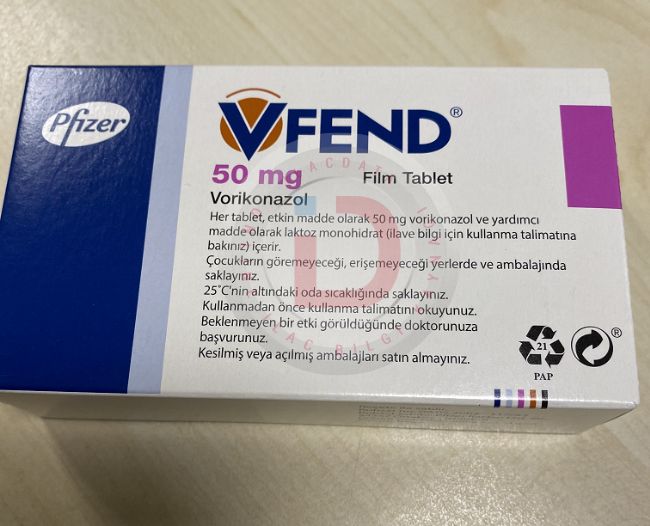 Pfizer
VFEND®
50 mg
Film Tablet
Vorikonazol
Her tablet, etkin madde olarak 50 mg vorikonazol ve yardımcı
madde olarak laktoz monohidrat (ilave bilgi için kullanma talimatına
bakınız) içerir.
Çocukların göremeyeceği, erişemeyeceği yerlerde ve ambalajında
saklayınız.
25°C'nin altındaki oda sıcaklığında saklayınız.
Kullanmadan önce kullanma talimatını okuyunuz.
Beklenmeyen bir etki görüldüğünde doktorunuza
başvurunuz.
Kesilmiş veya açılmış ambalajları satın almayınız.
21
PAP
®